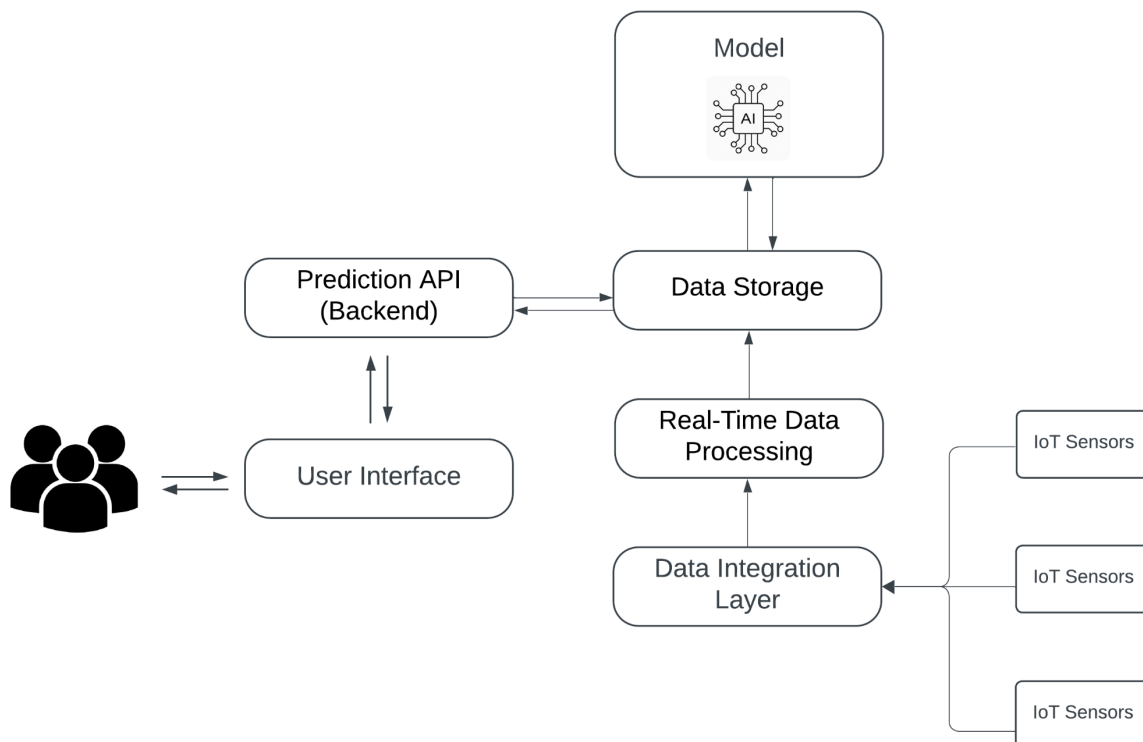 Model
AI
Prediction API
(Backend)
Data Storage
Real-Time Data
Processing
IoT Sensors
User Interface
Data Integration
Layer
IoT Sensors
IoT Sensors